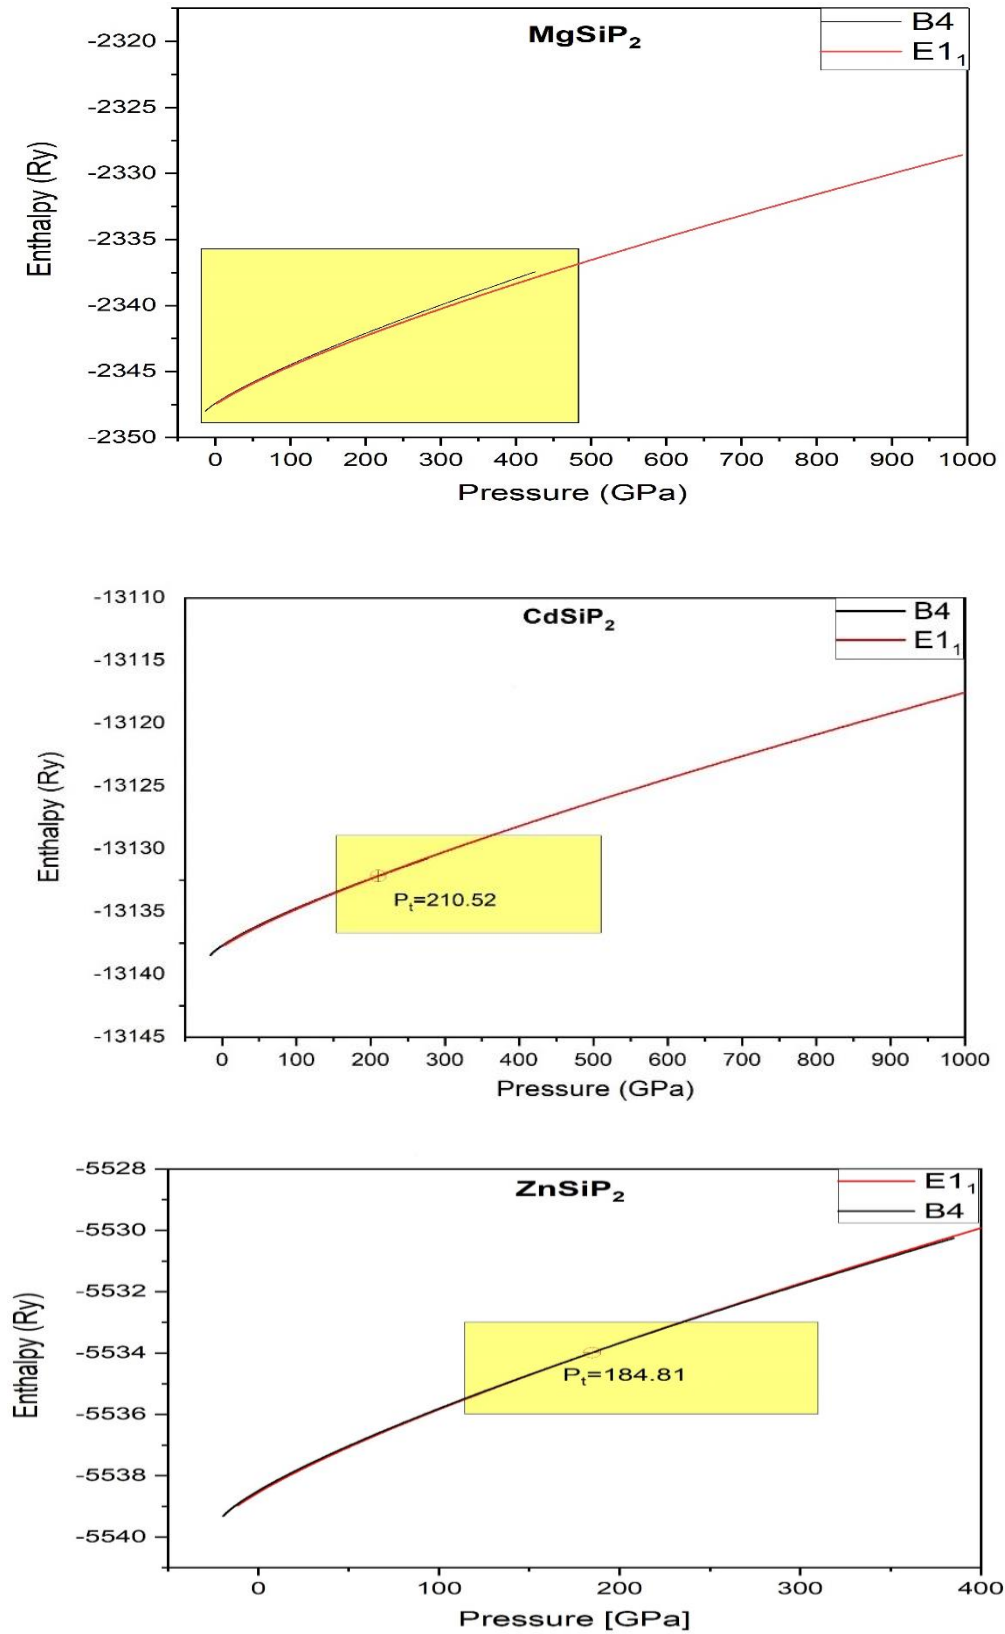 MgSiP₂
B4
E1₁
Enthalpy (Ry)
-2320
-2325
-2330
-2335
-2340
-2345
-2350
0 100 200 300 400 500 600 700 800 900 1000
Pressure (GPa)
CdSiP₂
B4
E1₁
Enthalpy (Ry)
-13110
-13115
-13120
-13125
-13130
-13135
-13140
-13145
Pₜ=210.52
0 100 200 300 400 500 600 700 800 900 1000
Pressure (GPa)
ZnSiP₂
E1₁
B4
Enthalpy (Ry)
-5528
-5530
-5532
-5534
-5536
-5538
-5540
Pₜ=184.81
0 100 200 300 400
Pressure [GPa]